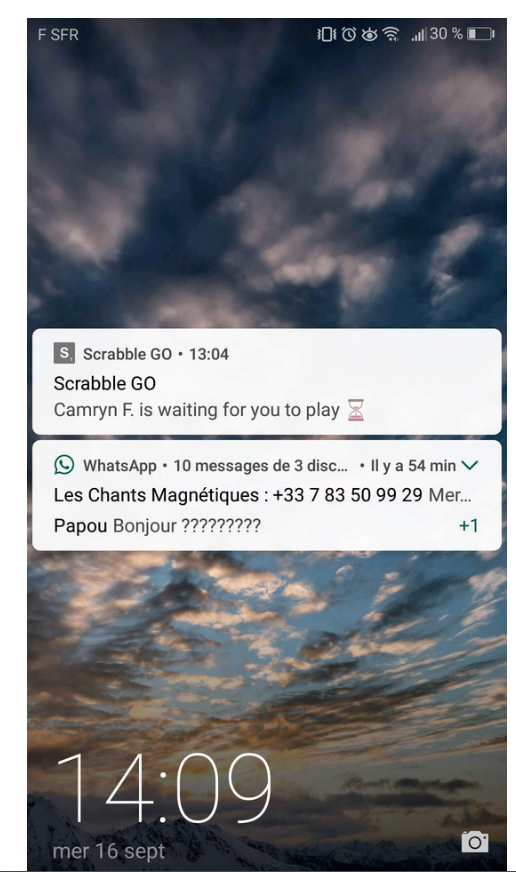 F SFR 30 %
S Scrabble GO • 13:04
Scrabble GO
Camryn F. is waiting for you to play ⏳
WhatsApp • 10 messages de 3 disc... • Il y a 54 min
Les Chants Magnétiques : +33 7 83 50 99 29 Mer...
Papou Bonjour ????????? +1
14:09
mer 16 sept